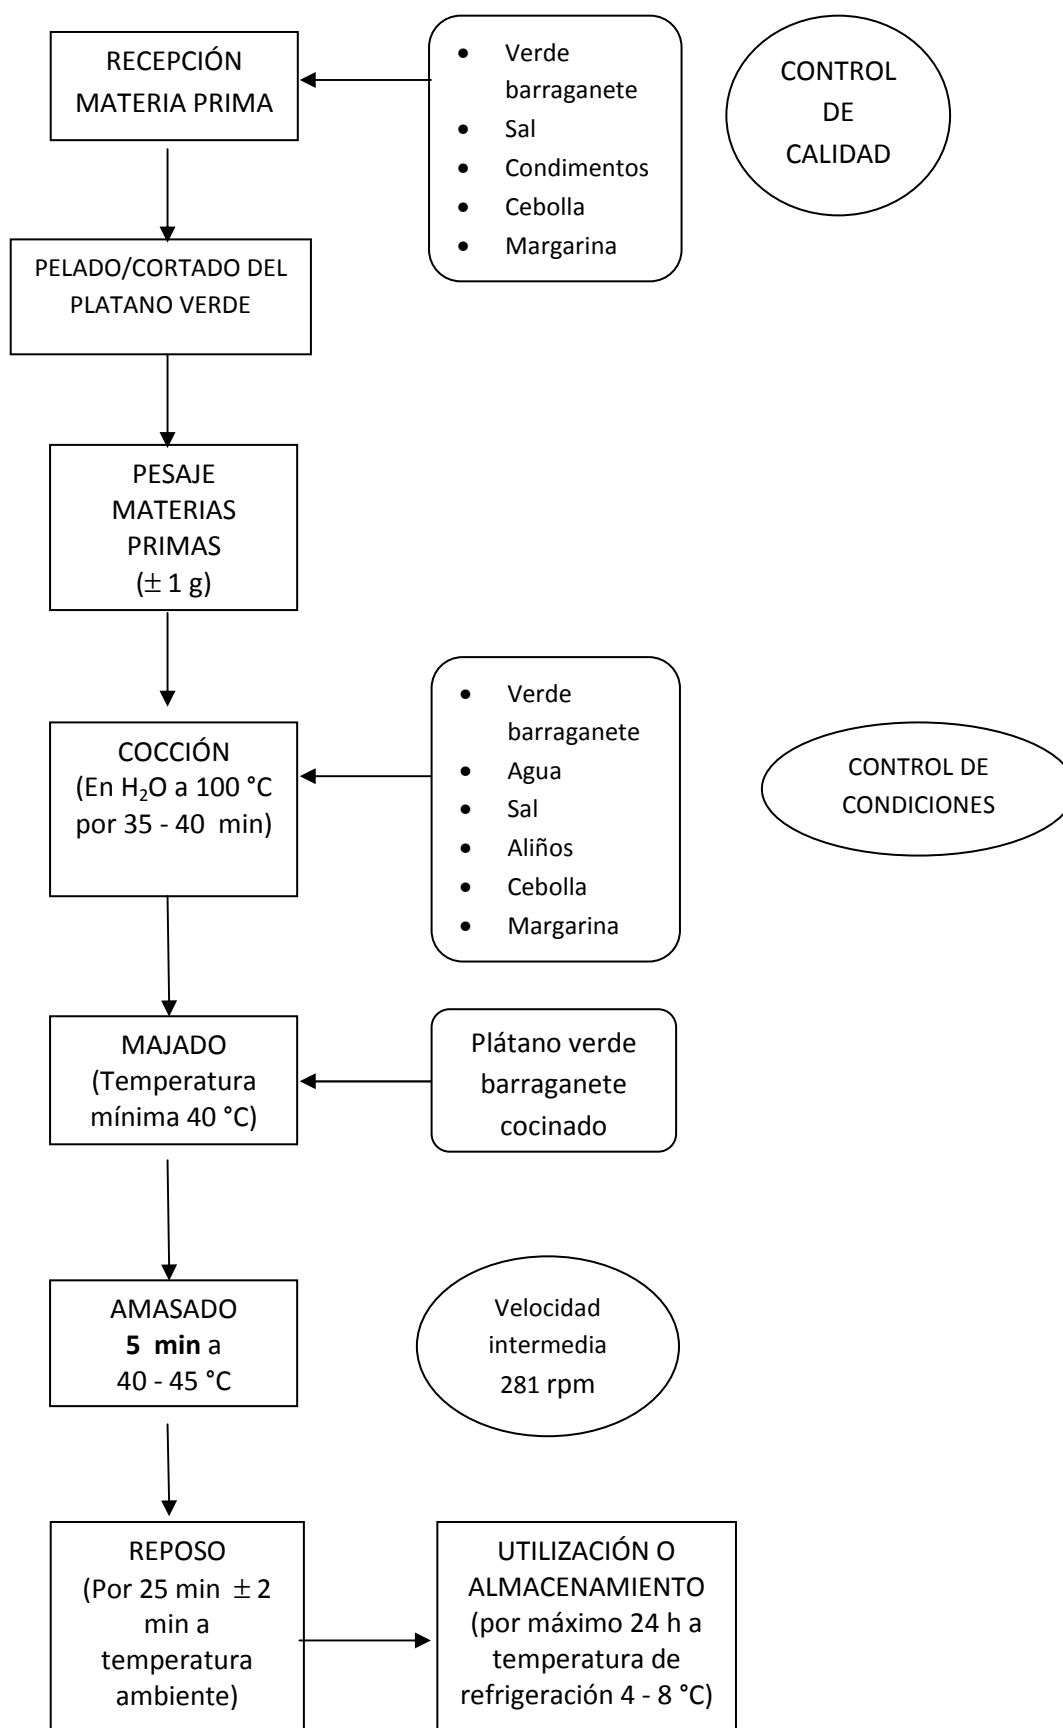 RECEPCIÓN
MATERIA PRIMA
• Verde
barraganete
• Sal
• Condimentos
• Cebolla
• Margarina
CONTROL
DE
CALIDAD
PELADO/CORTADO DEL
PLATANO VERDE
PESAJE
MATERIAS
PRIMAS
(± 1 g)
COCCIÓN
(En H₂O a 100 °C
por 35 - 40 min)
• Verde
barraganete
• Agua
• Sal
• Aliños
• Cebolla
• Margarina
CONTROL DE
CONDICIONES
MAJADO
(Temperatura
mínima 40 °C)
Plátano verde
barraganete
cocinado
AMASADO
5 min a
40 - 45 °C
Velocidad
intermedia
281 rpm
REPOSO
(Por 25 min ± 2
min a
temperatura
ambiente)
UTILIZACIÓN O
ALMACENAMIENTO
(por máximo 24 h a
temperatura de
refrigeración 4 - 8 °C)